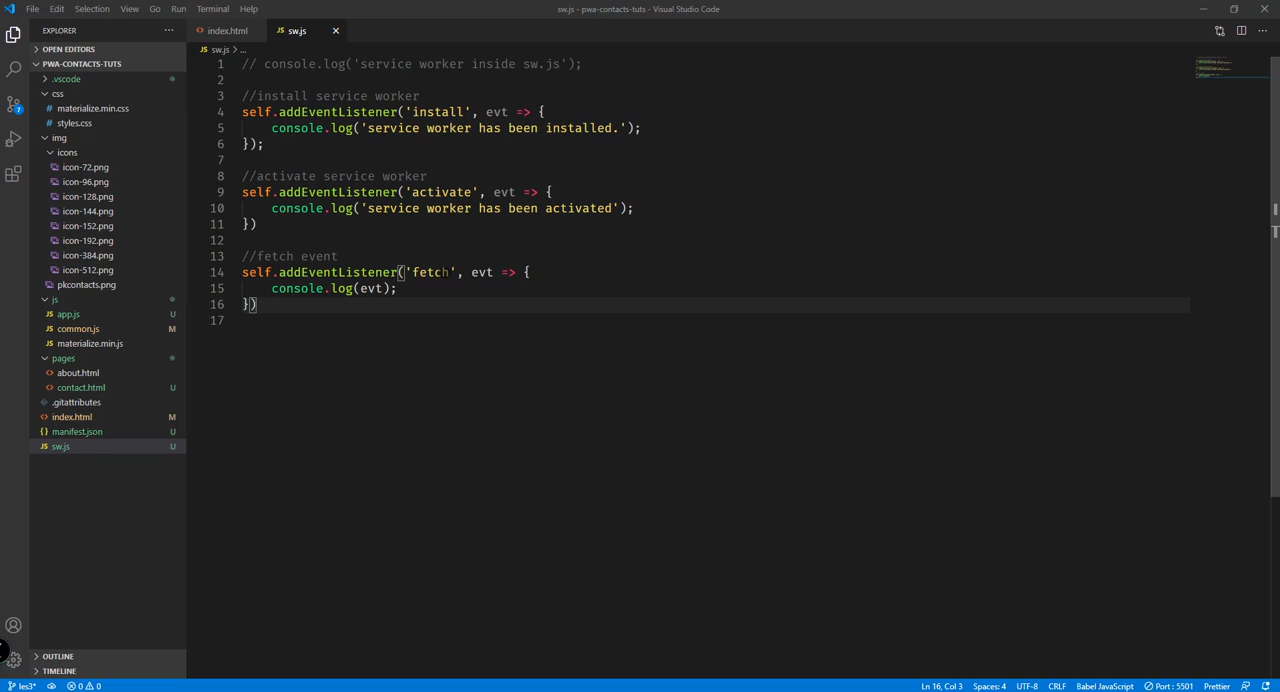 File Edit Selection View Go Run Terminal Help
sw.js - pwa-contacts-tuts - Visual Studio Code
EXPLORER
OPEN EDITORS
PWA-CONTACTS-TUTS
.vscode
css
materialize.min.css
styles.css
img
icons
icon-72.png
icon-96.png
icon-128.png
icon-144.png
icon-152.png
icon-192.png
icon-384.png
icon-512.png
pkcontacts.png
js
JS app.js U
JS common.js M
JS materialize.min.js
pages
about.html
contact.html U
.gitattributes
index.html M
manifest.json U
JS sw.js U
OUTLINE
TIMELINE
7
index.html
JS sw.js
JS sw.js > ...
1 // console.log('service worker inside sw.js');
2
3 //install service worker
4 self.addEventListener('install', evt => {
5 console.log('service worker has been installed.');
6 });
7
8 //activate service worker
9 self.addEventListener('activate', evt => {
10 console.log('service worker has been activated');
11 })
12
13 //fetch event
14 self.addEventListener('fetch', evt => {
15 console.log(evt);
16 })
17
les3* 0 0 Ln 16, Col 3 Spaces: 4 UTF-8 CRLF Babel JavaScript Port : 5501 Prettier